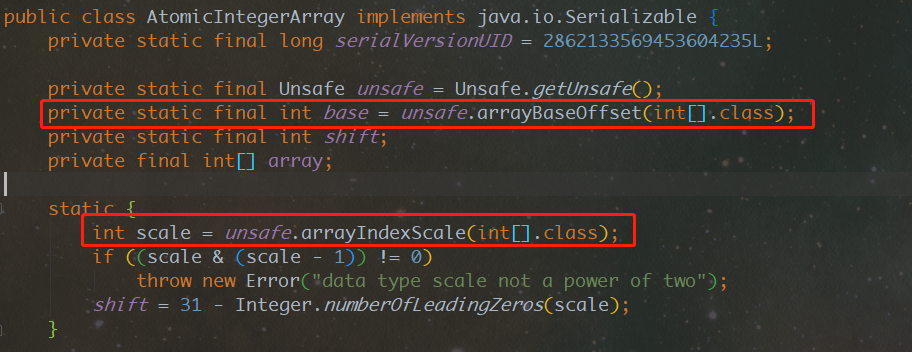 public class AtomicIntegerArray implements java.io.Serializable {
private static final long serialVersionUID = 2862133569453604235L;
private static final Unsafe unsafe = Unsafe.getUnsafe();
private static final int base = unsafe.arrayBaseOffset(int[].class);
private static final int shift;
private final int[] array;
static {
int scale = unsafe.arrayIndexScale(int[].class);
if ((scale & (scale - 1)) != 0)
throw new Error("data type scale not a power of two");
shift = 31 - Integer.numberOfLeadingZeros(scale);
}